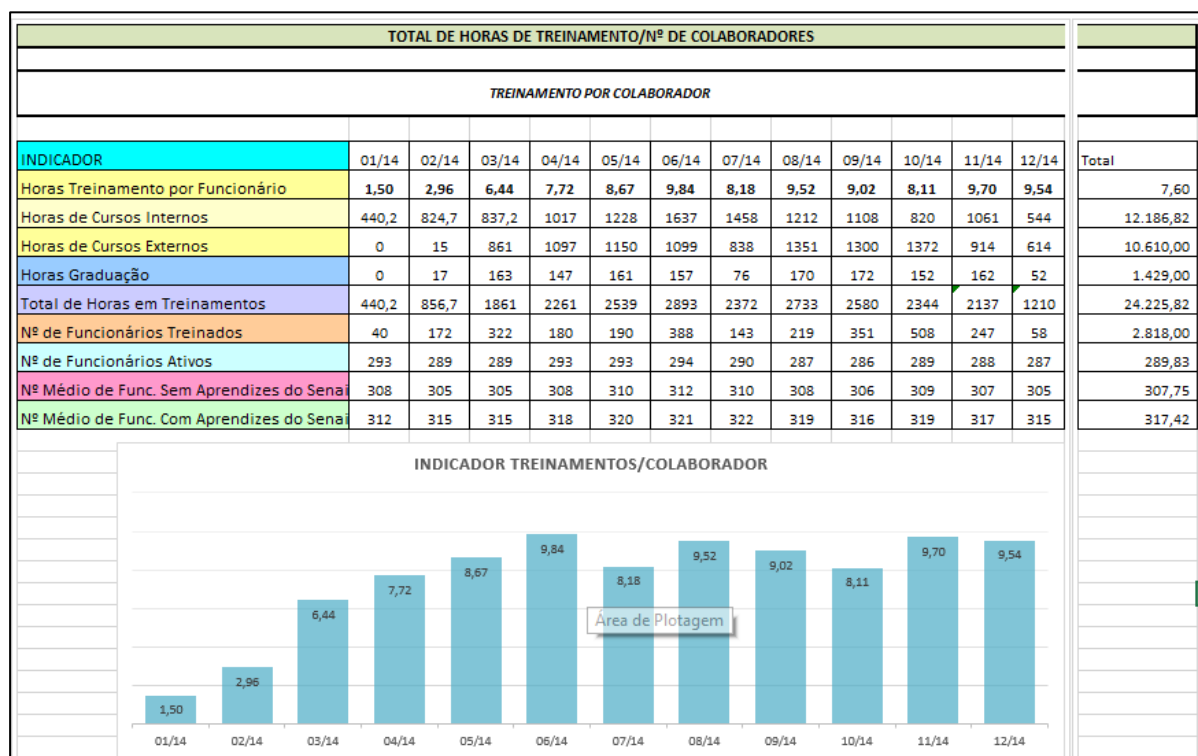 TOTAL DE HORAS DE TREINAMENTO/Nº DE COLABORADORES
TREINAMENTO POR COLABORADOR
INDICADOR 01/14 02/14 03/14 04/14 05/14 06/14 07/14 08/14 09/14 10/14 11/14 12/14 Total
Horas Treinamento por Funcionário 1,50 2,96 6,44 7,72 8,67 9,84 8,18 9,52 9,02 8,11 9,70 9,54 7,60
Horas de Cursos Internos 440,2 824,7 837,2 1017 1228 1637 1458 1212 1108 820 1061 544 12.186,82
Horas de Cursos Externos 0 15 861 1097 1150 1099 838 1351 1300 1372 914 614 10.610,00
Horas Graduação 0 17 163 147 161 157 76 170 172 152 162 52 1.429,00
Total de Horas em Treinamentos 440,2 856,7 1861 2261 2539 2893 2372 2733 2580 2344 2137 1210 24.225,82
Nº de Funcionários Treinados 40 172 322 180 190 388 143 219 351 508 247 58 2.818,00
Nº de Funcionários Ativos 293 289 289 293 293 294 290 287 286 289 288 287 289,83
Nº Médio de Func. Sem Aprendizes do Senai 308 305 305 308 310 312 310 308 306 309 307 305 307,75
Nº Médio de Func. Com Aprendizes do Senai 312 315 315 318 320 321 322 319 316 319 317 315 317,42
INDICADOR TREINAMENTOS/COLABORADOR
1,50 2,96 6,44 7,72 8,67 9,84 8,18 9,52 9,02 8,11 9,70 9,54
Área de Plotagem
01/14 02/14 03/14 04/14 05/14 06/14 07/14 08/14 09/14 10/14 11/14 12/14